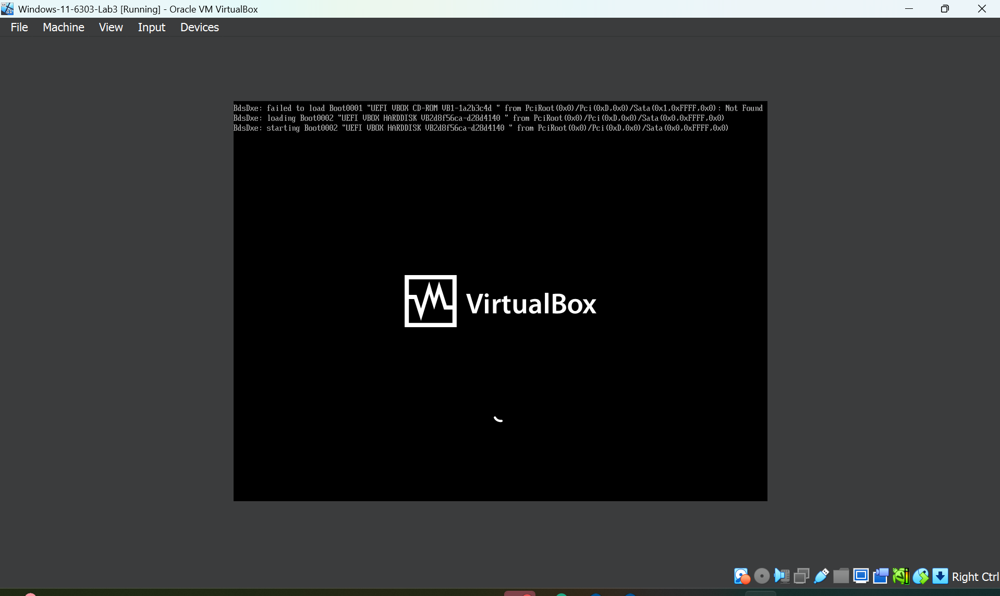 Windows-11-6303-Lab3 [Running] - Oracle VM VirtualBox
File Machine View Input Devices
BdsDxe: failed to load Boot0001 "UEFI VBOX CD-ROM VB1-1a2b3c4d " from PciRoot(0x0)/Pci(0xD,0x0)/Sata(0x1,0xFFFF,0x0): Not Found
BdsDxe: loading Boot0002 "UEFI VBOX HARDDISK VB2d8f56ca-d28d4140 " from PciRoot(0x0)/Pci(0xD,0x0)/Sata(0x0,0xFFFF,0x0)
BdsDxe: starting Boot0002 "UEFI VBOX HARDDISK VB2d8f56ca-d28d4140 " from PciRoot(0x0)/Pci(0xD,0x0)/Sata(0x0,0xFFFF,0x0)
VirtualBox
Right Ctrl